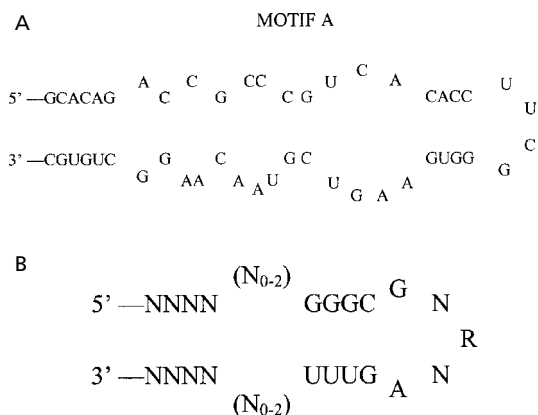 A
MOTIF A
5' —GCACAG A C C G CC C G U C A CACC U
U
3' —CGUGUC G G AA C A A U G C U G A A GUGG G C
B
(N0-2)
5' —NNNN GGGC G N
R
3' —NNNN UUUG A N
(N0-2)